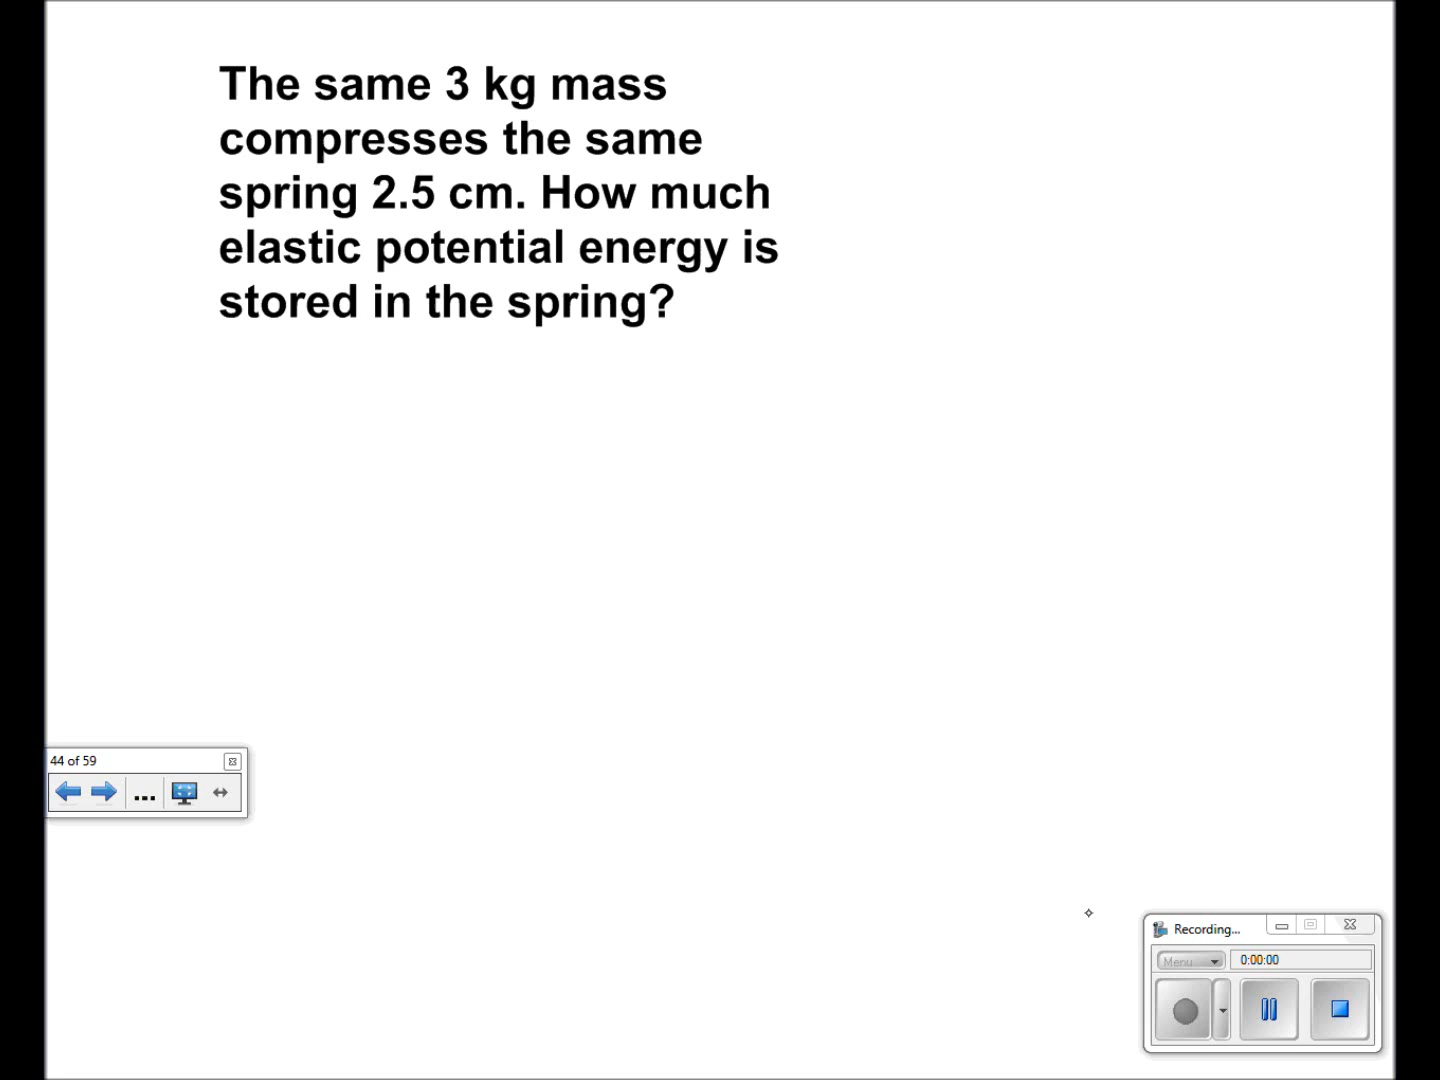 The same 3 kg mass
compresses the same
spring 2.5 cm. How much
elastic potential energy is
stored in the spring?
44 of 59
...
Recording...
Menu
0:00:00